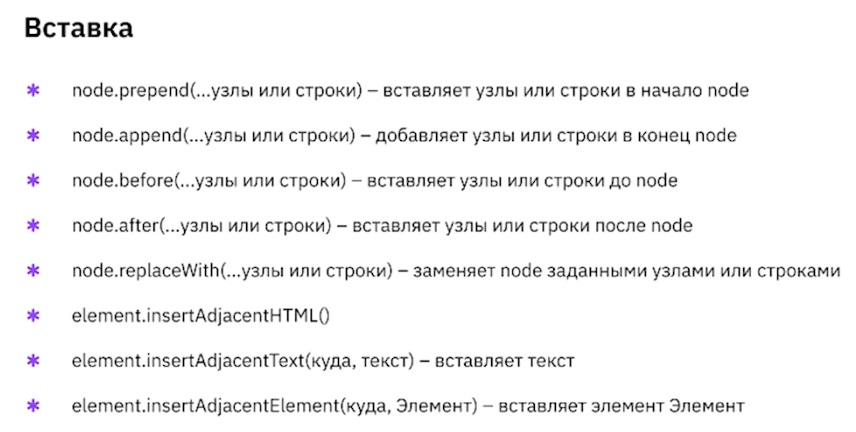 Вставка
* node.prepend(...узлы или строки) – вставляет узлы или строки в начало node
* node.append(...узлы или строки) – добавляет узлы или строки в конец node
* node.before(...узлы или строки) – вставляет узлы или строки до node
* node.after(...узлы или строки) – вставляет узлы или строки после node
* node.replaceWith(...узлы или строки) – заменяет node заданными узлами или строками
* element.insertAdjacentHTML()
* element.insertAdjacentText(куда, текст) – вставляет текст
* element.insertAdjacentElement(куда, Элемент) – вставляет элемент Элемент